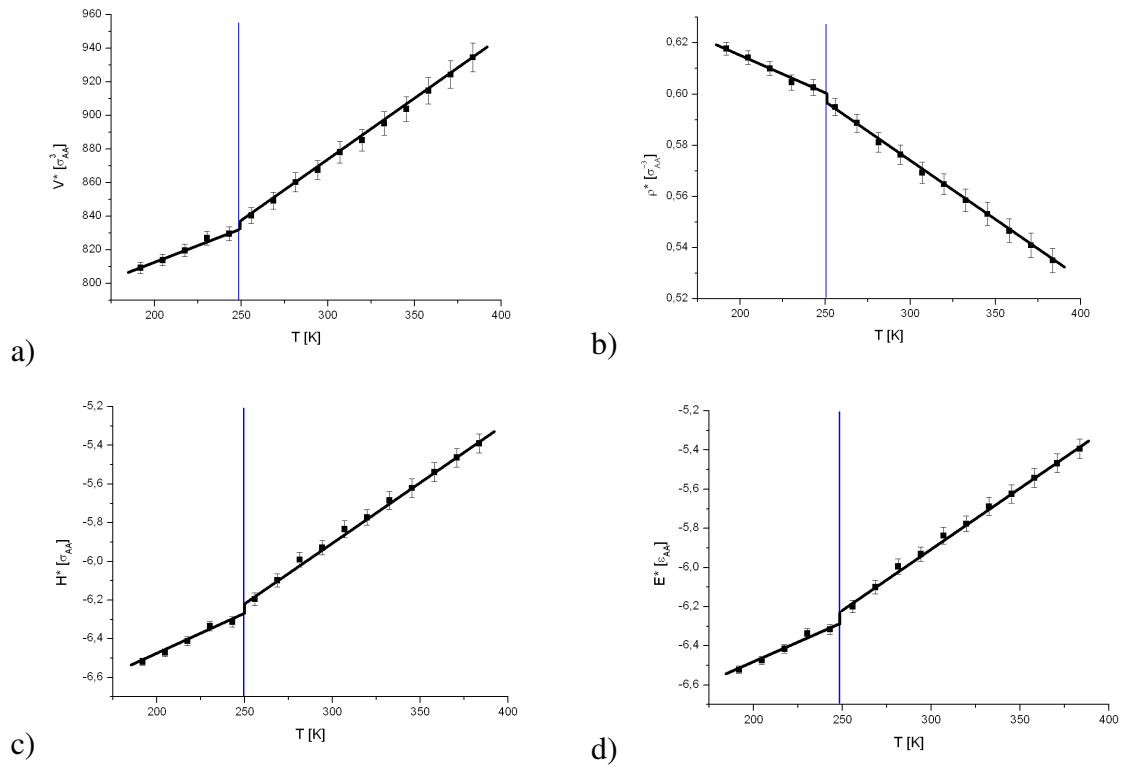 960
940
920
900
880
860
840
820
800
V* [σ³AA]
200 250 300 350 400
T [K]
a)
0,62
0,60
0,58
0,56
0,54
0,52
ρ* [σ⁻³AA]
200 250 300 350 400
T [K]
b)
-5,2
-5,4
-5,6
-5,8
-6,0
-6,2
-6,4
-6,6
H* [σAA]
200 250 300 350 400
T [K]
c)
-5,2
-5,4
-5,6
-5,8
-6,0
-6,2
-6,4
-6,6
E* [εAA]
200 250 300 350 400
T [K]
d)